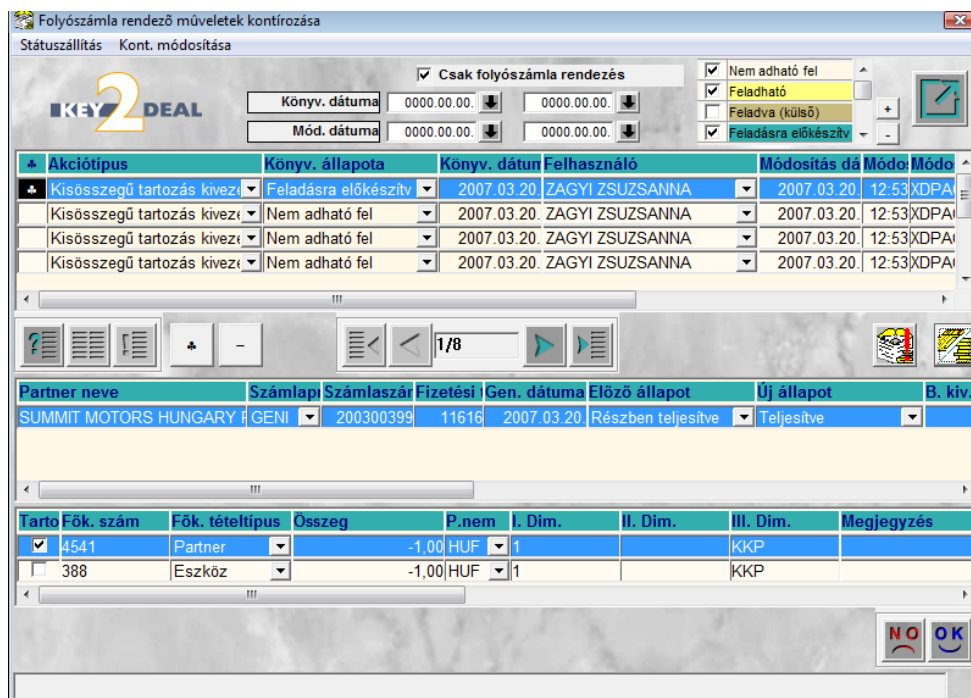 Folyószámla rendező műveletek kontírozása
Státuszállítás Kont. módosítása
KEY2DEAL
Csak folyószámla rendezés
Könyv. dátuma 0000.00.00. 0000.00.00.
Mód. dátuma 0000.00.00. 0000.00.00.
Nem adható fel
Feladható
Feladva (külső)
Feladásra előkészítv
+
-
Akciótípus Könyv. állapota Könyv. dátum Felhasználó Módosítás dá Módos Módo
Kisösszegű tartozás kiveze Feladásra előkészítv 2007.03.20. ZAGYI ZSUZSANNA 2007.03.20. 12:53 XDPA
Kisösszegű tartozás kiveze Nem adható fel 2007.03.20. ZAGYI ZSUZSANNA 2007.03.20. 12:53 XDPA
Kisösszegű tartozás kiveze Nem adható fel 2007.03.20. ZAGYI ZSUZSANNA 2007.03.20. 12:53 XDPA
Kisösszegű tartozás kiveze Nem adható fel 2007.03.20. ZAGYI ZSUZSANNA 2007.03.20. 12:53 XDPA
1/8
Partner neve Számlapr Számlaszár Fizetési Gen. dátuma Előző állapot Új állapot B. kiv.
SUMMIT MOTORS HUNGARY GENI 200300399 11616 2007.03.20. Részben teljesítve Teljesítve
Tarto Fők. szám Fők. tételtípus Összeg P.nem I. Dim. II. Dim. III. Dim. Megjegyzés
4541 Partner -1,00 HUF 1 KKP
388 Eszköz -1,00 HUF 1 KKP
NO OK